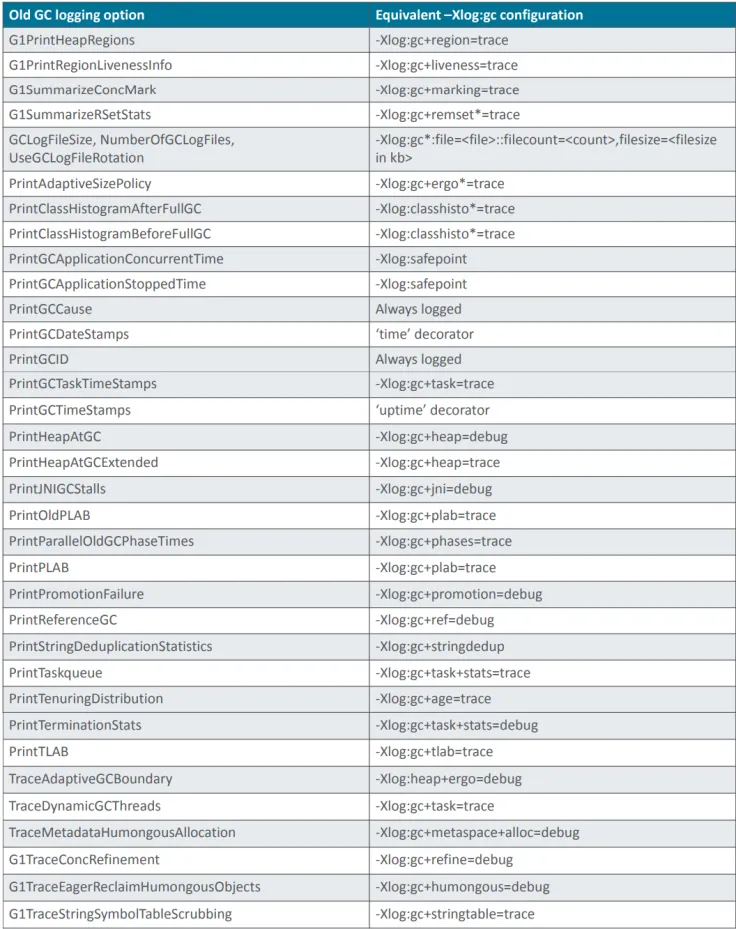 Old GC logging option Equivalent –Xlog:gc configuration
G1PrintHeapRegions -Xlog:gc+region=trace
G1PrintRegionLivenessInfo -Xlog:gc+liveness=trace
G1SummarizeConcMark -Xlog:gc+marking=trace
G1SummarizeRSetStats -Xlog:gc+remset*=trace
GCLogFileSize, NumberOfGCLogFiles, -Xlog:gc*:file=<file>::filecount=<count>,filesize=<filesize
UseGCLogFileRotation in kb>
PrintAdaptiveSizePolicy -Xlog:gc+ergo*=trace
PrintClassHistogramAfterFullGC -Xlog:classhisto*=trace
PrintClassHistogramBeforeFullGC -Xlog:classhisto*=trace
PrintGCApplicationConcurrentTime -Xlog:safepoint
PrintGCApplicationStoppedTime -Xlog:safepoint
PrintGCCause Always logged
PrintGCDateStamps ‘time’ decorator
PrintGCID Always logged
PrintGCTaskTimeStamps -Xlog:gc+task=trace
PrintGCTimeStamps ‘uptime’ decorator
PrintHeapAtGC -Xlog:gc+heap=debug
PrintHeapAtGCExtended -Xlog:gc+heap=trace
PrintJNIGCStalls -Xlog:gc+jni=debug
PrintOldPLAB -Xlog:gc+plab=trace
PrintParallelOldGCPhaseTimes -Xlog:gc+phases=trace
PrintPLAB -Xlog:gc+plab=trace
PrintPromotionFailure -Xlog:gc+promotion=debug
PrintReferenceGC -Xlog:gc+ref=debug
PrintStringDeduplicationStatistics -Xlog:gc+stringdedup
PrintTaskqueue -Xlog:gc+task+stats=trace
PrintTenuringDistribution -Xlog:gc+age=trace
PrintTerminationStats -Xlog:gc+task+stats=debug
PrintTLAB -Xlog:gc+tlab=trace
TraceAdaptiveGCBoundary -Xlog:heap+ergo=debug
TraceDynamicGCThreads -Xlog:gc+task=trace
TraceMetadataHumongousAllocation -Xlog:gc+metaspace+alloc=debug
G1TraceConcRefinement -Xlog:gc+refine=debug
G1TraceEagerReclaimHumongousObjects -Xlog:gc+humongous=debug
G1TraceStringSymbolTableScrubbing -Xlog:gc+stringtable=trace